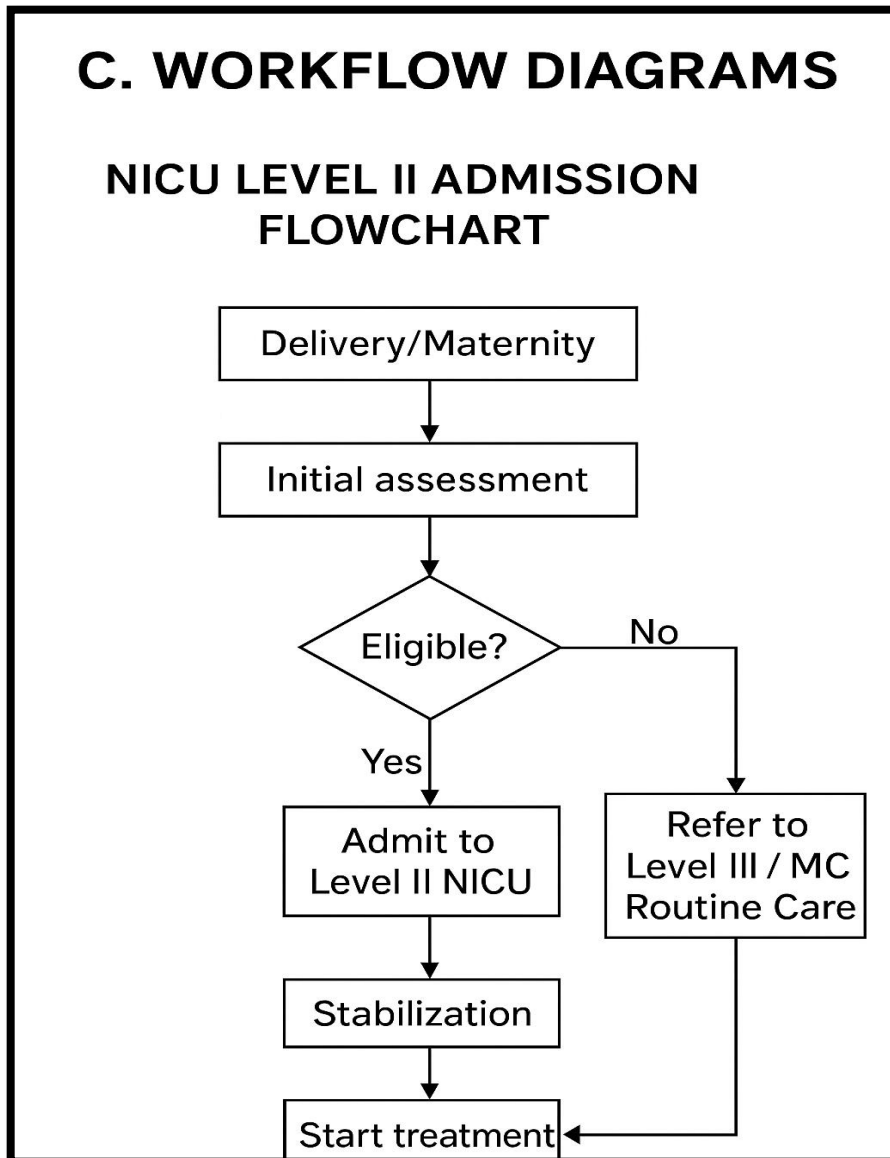 C. WORKFLOW DIAGRAMS
NICU LEVEL II ADMISSION
FLOWCHART
Delivery/Maternity
Initial assessment
Eligible?
No
Yes
Admit to
Level II NICU
Refer to
Level III / MC
Routine Care
Stabilization
Start treatment